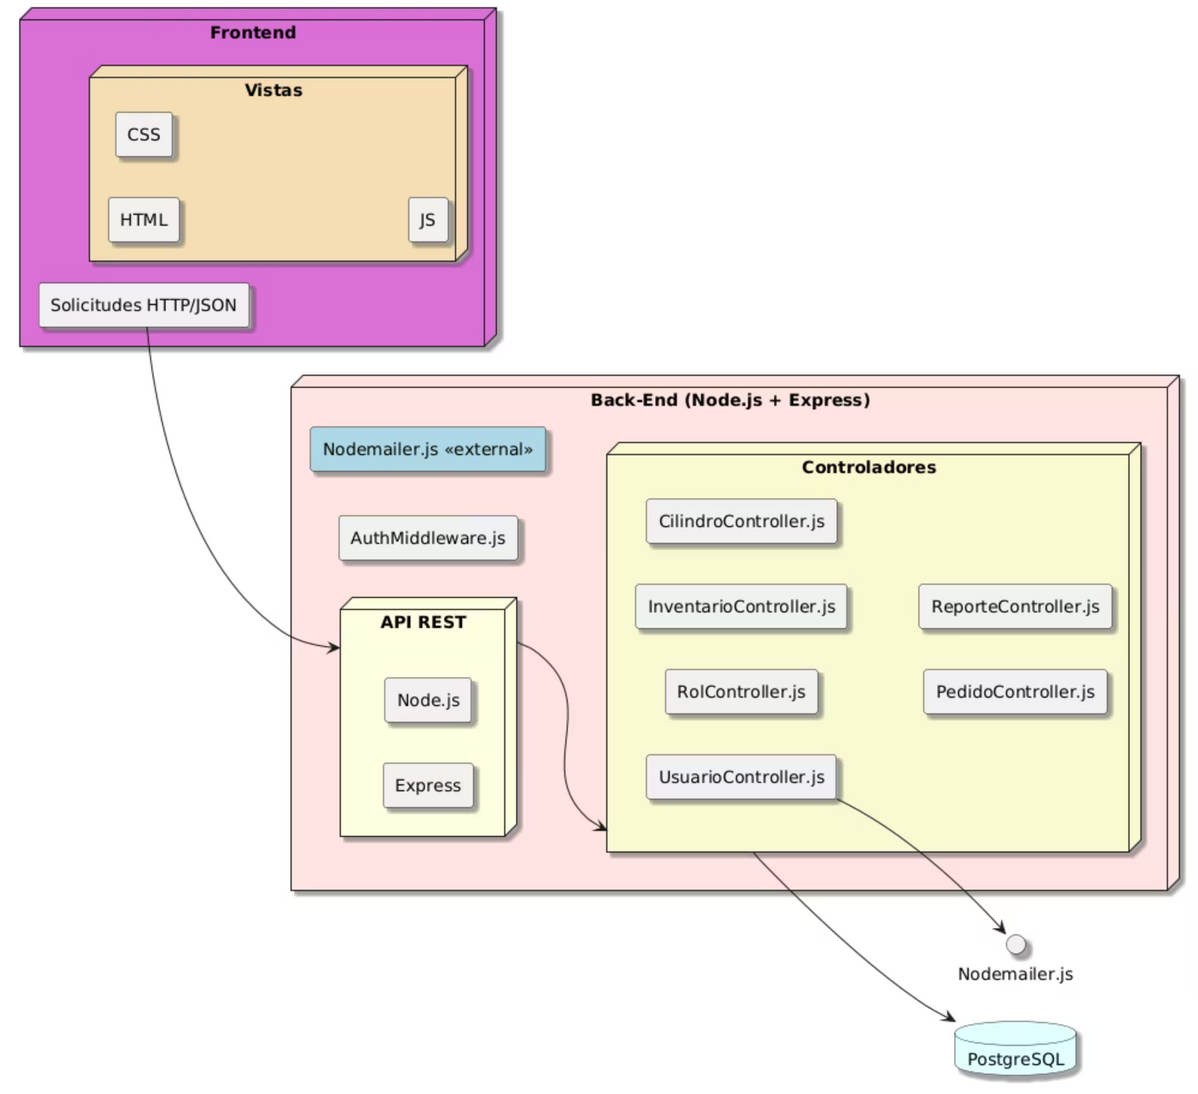 Frontend
Vistas
CSS
HTML
JS
Solicitudes HTTP/JSON
Back-End (Node.js + Express)
Nodemailer.js «external»
AuthMiddleware.js
API REST
Node.js
Express
Controladores
CilindroController.js
InventarioController.js
ReporteController.js
RolController.js
PedidoController.js
UsuarioController.js
Nodemailer.js
PostgreSQL